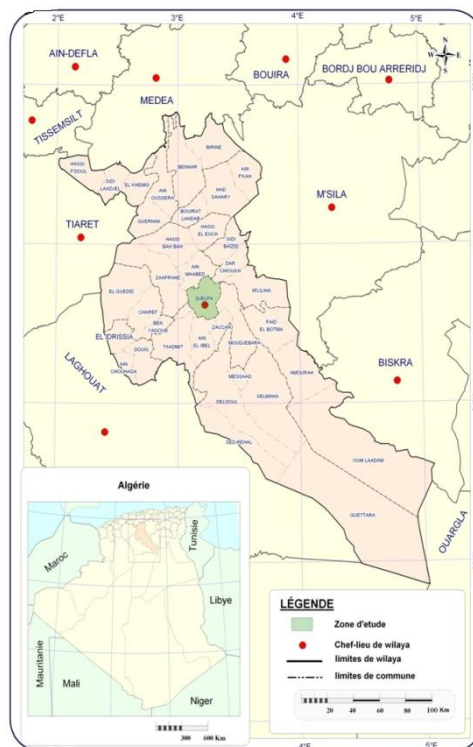 2°E 3°E 4°E 5°E
AIN-DEFLA
BOUIRA
BORDJ BOU ARRERIDJ
N
W E
S
MEDEA
TISSEMSILT
BIRINE
HASSI F'DOUL
SIDI LAADJEL
EL KHEMIS
BENHAR
AIN OUSSERA
HAD SAHARY
GUERNINI
BOUIRAT LAHDAB
M'SILA
TIARET
HASSI EL EUCH
HASSI BAH BAH
SIDI BAIZID
DAR CHIOUKH
AIN MAABED
ZAAFRANE
EL GUEDID
DJELFA
M'LILIHA
CHAREF
BEN YAGOUB
ZACCAR
FAID EL BOTMA
EL IDRISSIA
DOUIS
TAADMIT
AIN EL IBEL
MOUDJEBARA
AIN CHOUHADA
LAGHOUAT
MESSAAD
AMOURAH
BISKRA
DELDOUL
SELMANA
SED REHAL
OUM LAADAM
GUETTARA
OUARGLA
Algérie
Tunisie
Maroc
Libye
Mauritanie
Mali
Niger
300 600 Km
LÉGENDE
Zone d'etude
Chef-lieu de wilaya
limites de wilaya
limites de commune
20 40 60 80 100 Km
3°E 4°E 5°E